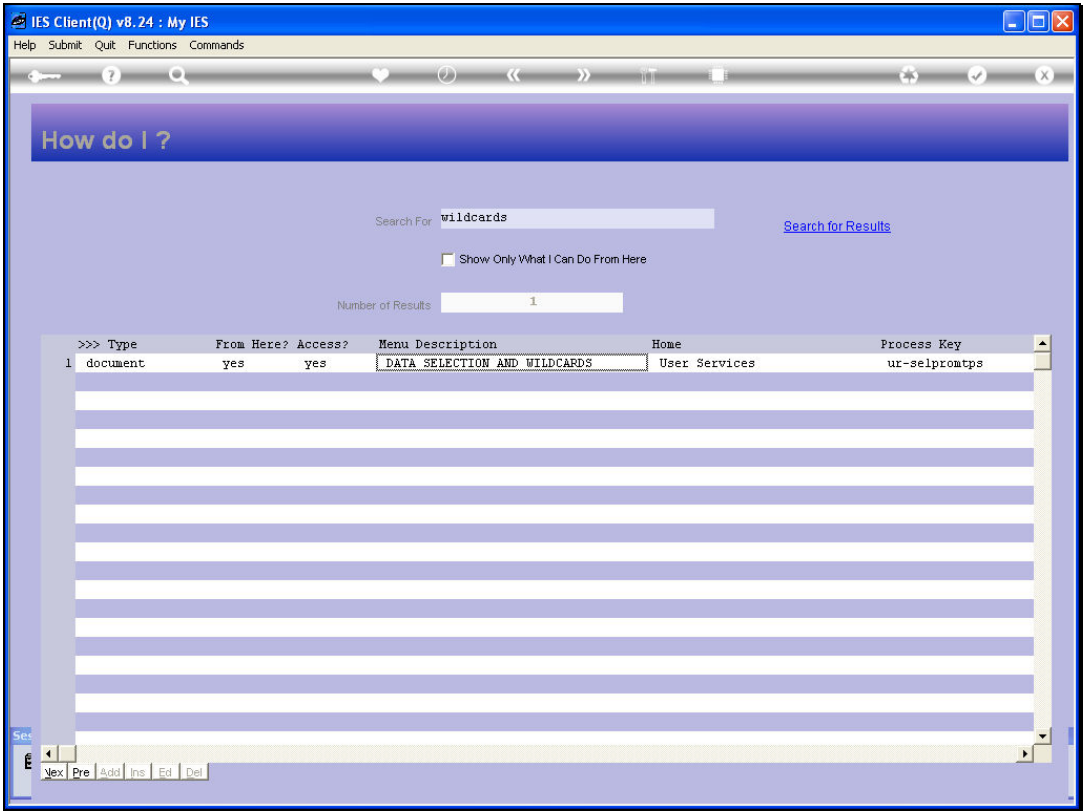 IES Client(Q) v8.24 : My IES
Help Submit Quit Functions Commands
How do I ?
Search For wildcards Search for Results
Show Only What I Can Do From Here
Number of Results 1
>>> Type From Here? Access? Menu Description Home Process Key
1 document yes yes DATA SELECTION AND WILDCARDS User Services ur-selpromtps
Ses
Nex Pre Add Ins Ed Del